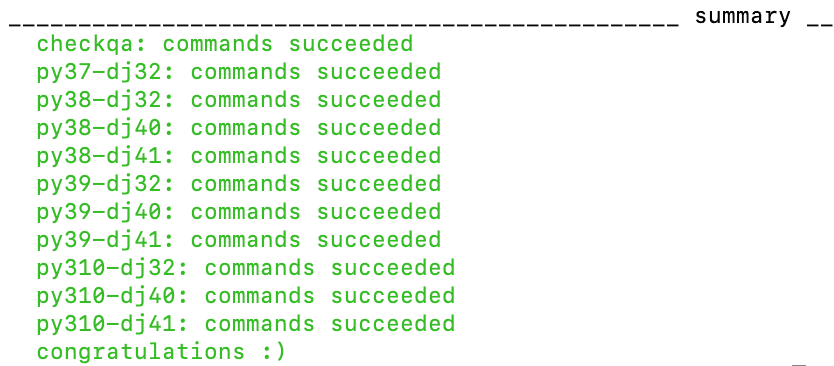 ________________________________________________ summary __
checkqa: commands succeeded
py37-dj32: commands succeeded
py38-dj32: commands succeeded
py38-dj40: commands succeeded
py38-dj41: commands succeeded
py39-dj32: commands succeeded
py39-dj40: commands succeeded
py39-dj41: commands succeeded
py310-dj32: commands succeeded
py310-dj40: commands succeeded
py310-dj41: commands succeeded
congratulations :)